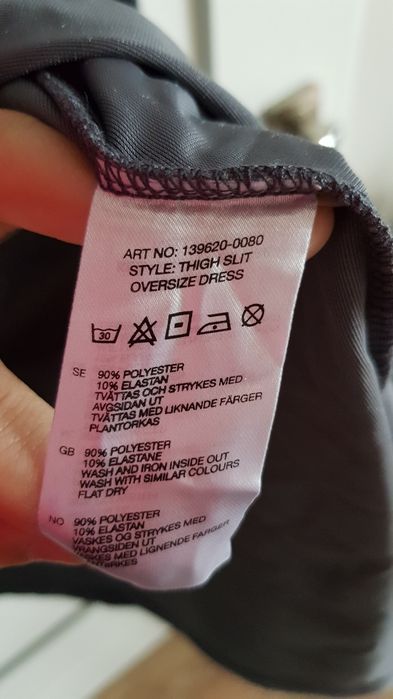 ART NO: 139620-0080
STYLE: THIGH SLIT
OVERSIZE DRESS
30
SE 90% POLYESTER
10% ELASTAN
TVÄTTAS OCH STRYKES MED
AVGSIDAN UT
TVÄTTAS MED LIKNANDE FÄRGER
PLANTORKAS
GB 90% POLYESTER
10% ELASTANE
WASH AND IRON INSIDE OUT
WASH WITH SIMILAR COLOURS
FLAT DRY
NO 90% POLYESTER
10% ELASTAN
VASKES OG STRYKES MED
VRANGSIDEN UT
MED LIGNENDE FARGER